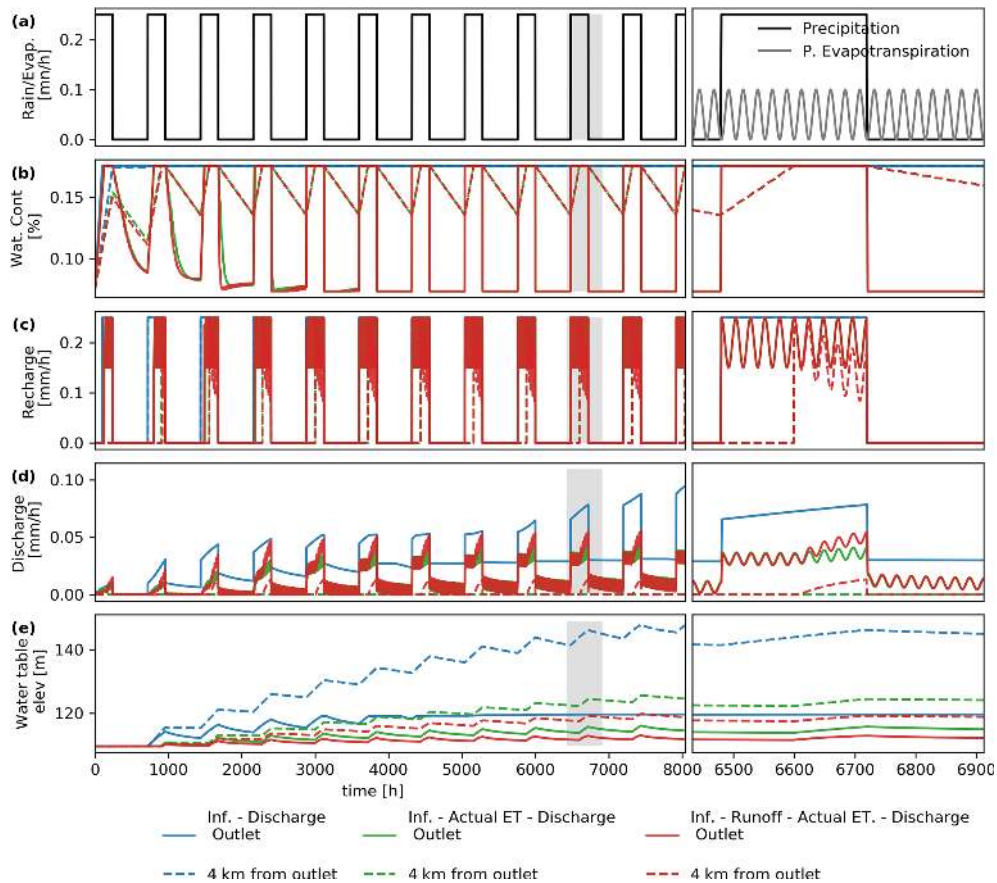 (a)
Rain/Evap.
[mn/h]
0.2
0.1
0.0
Precipitation
P. Evapotranspiration
(b)
Wat. Cont
[%]
0.15
0.10
(c)
Recharge
[mm/h]
0.2
0.1
0.0
(d)
Discharge
[mm/h]
0.10
0.05
0.00
(e)
Water table
elev [m]
140
120
0 1000 2000 3000 4000 5000 6000 7000 8000 6500 6600 6700 6800 6900
time [h]
Inf. - Discharge Inf. - Actual ET - Discharge Inf. - Runoff - Actual ET. - Discharge
Outlet Outlet Outlet
4 km from outlet 4 km from outlet 4 km from outlet